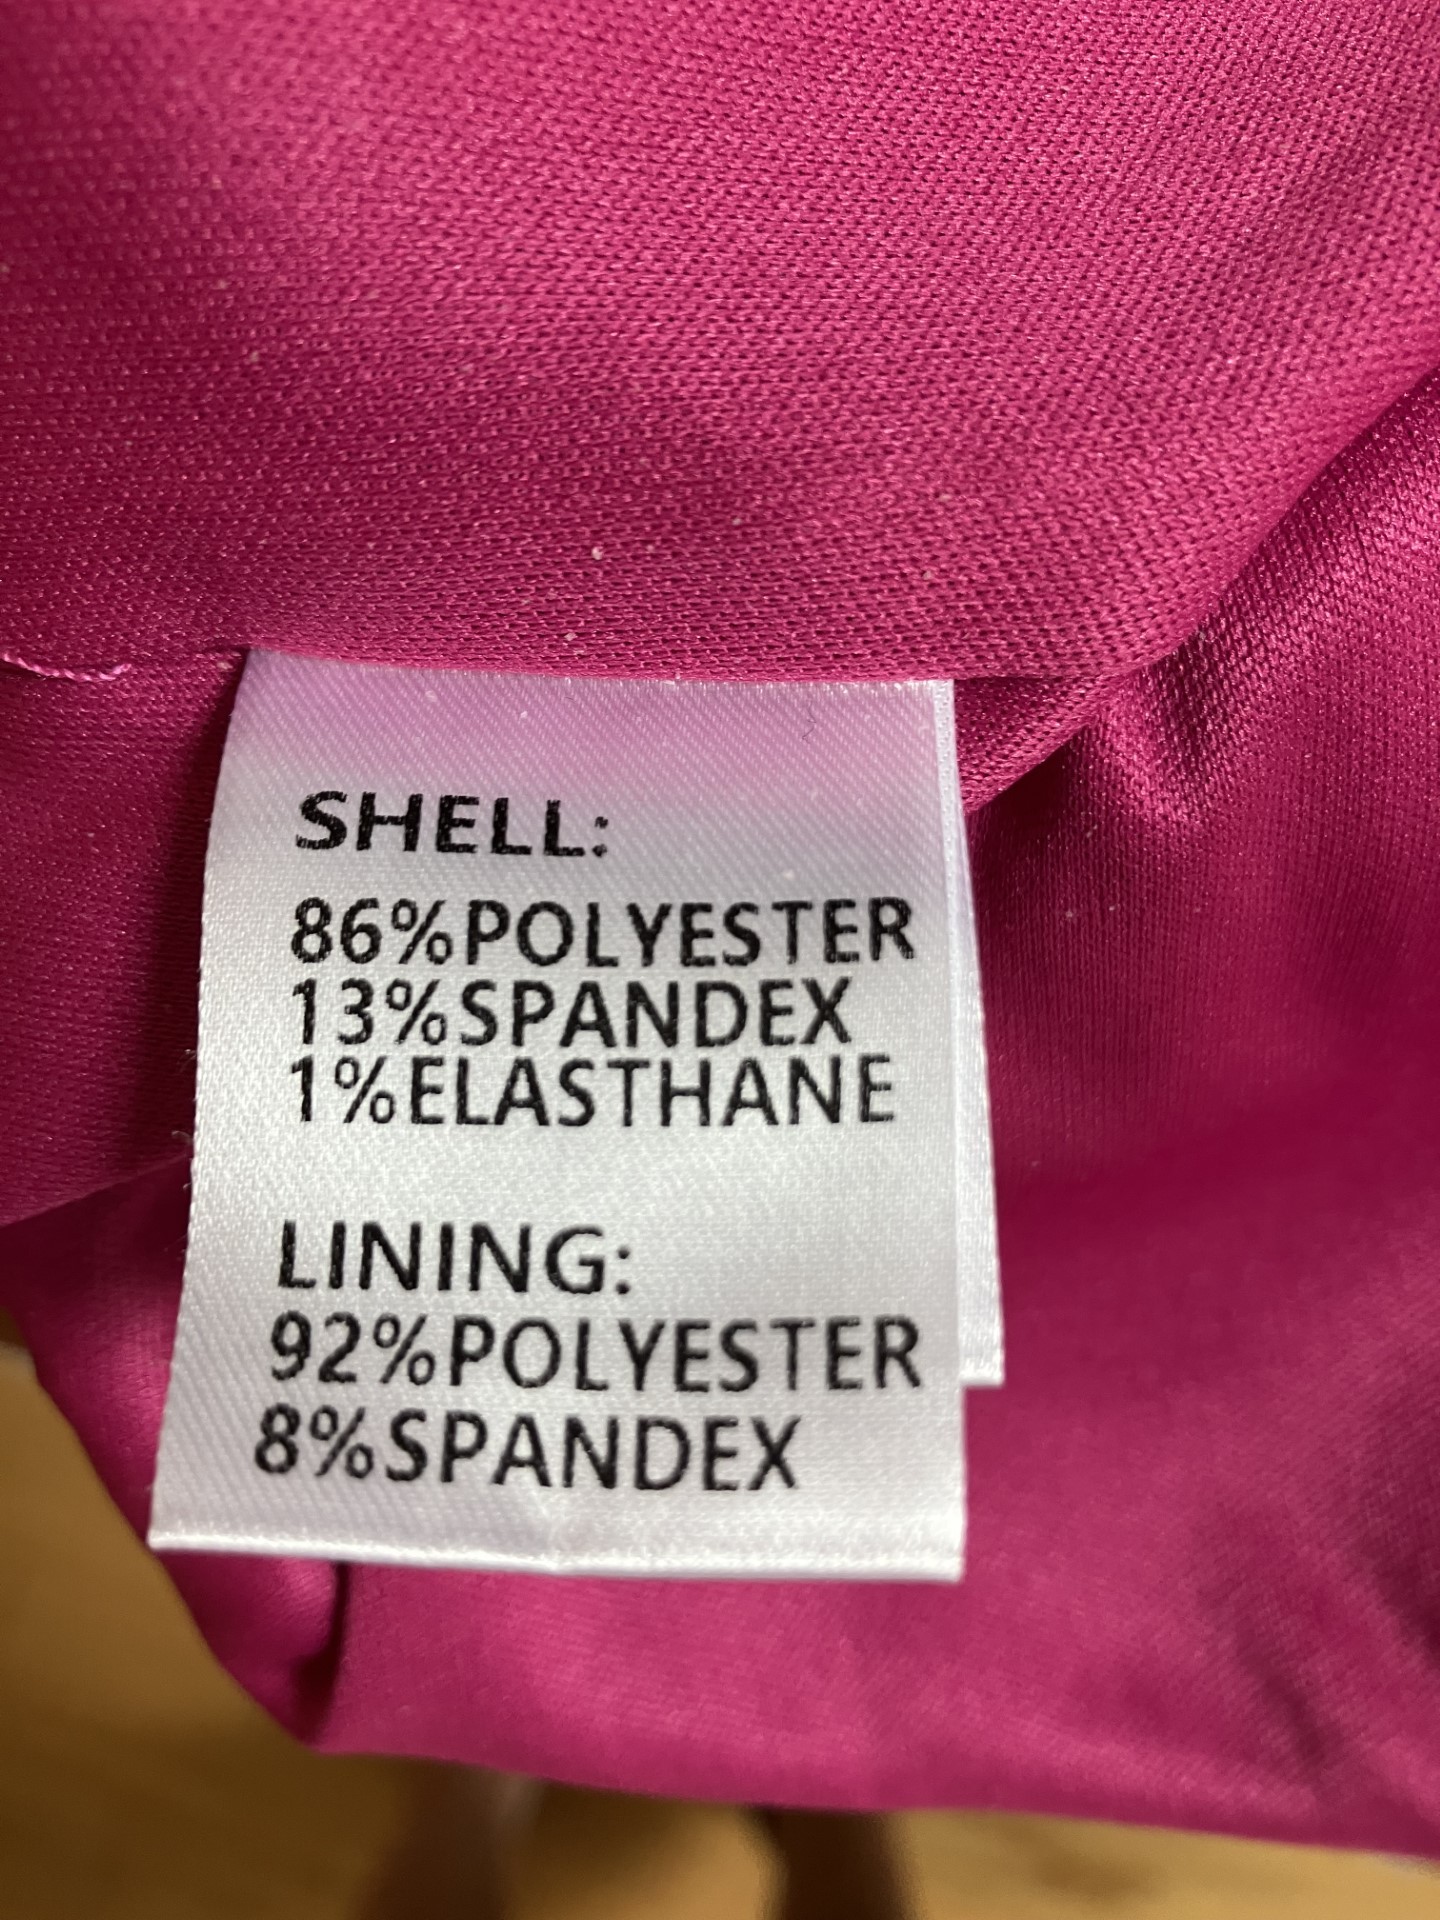 SHELL:
86%POLYESTER
13%SPANDEX
1%ELASTHANE
LINING:
92%POLYESTER
8%SPANDEX